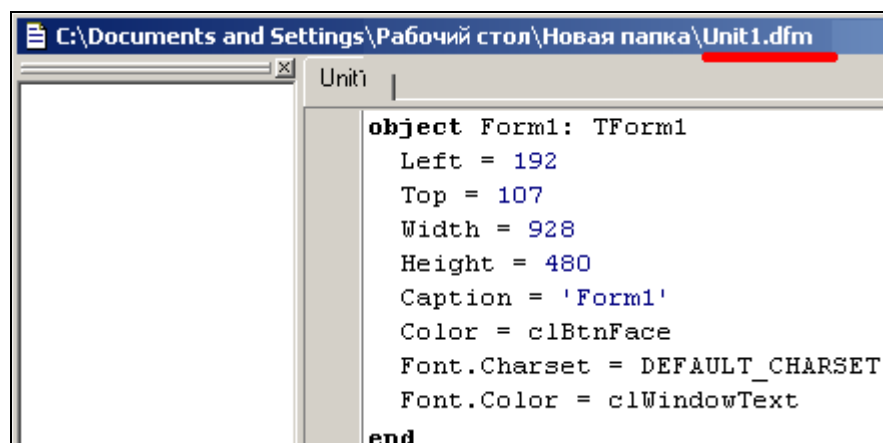 C:\Documents and Settings\Рабочий стол\Новая папка\Unit1.dfm
Unit1
object Form1: TForm1
Left = 192
Top = 107
Width = 928
Height = 480
Caption = 'Form1'
Color = clBtnFace
Font.Charset = DEFAULT_CHARSET
Font.Color = clWindowText
end